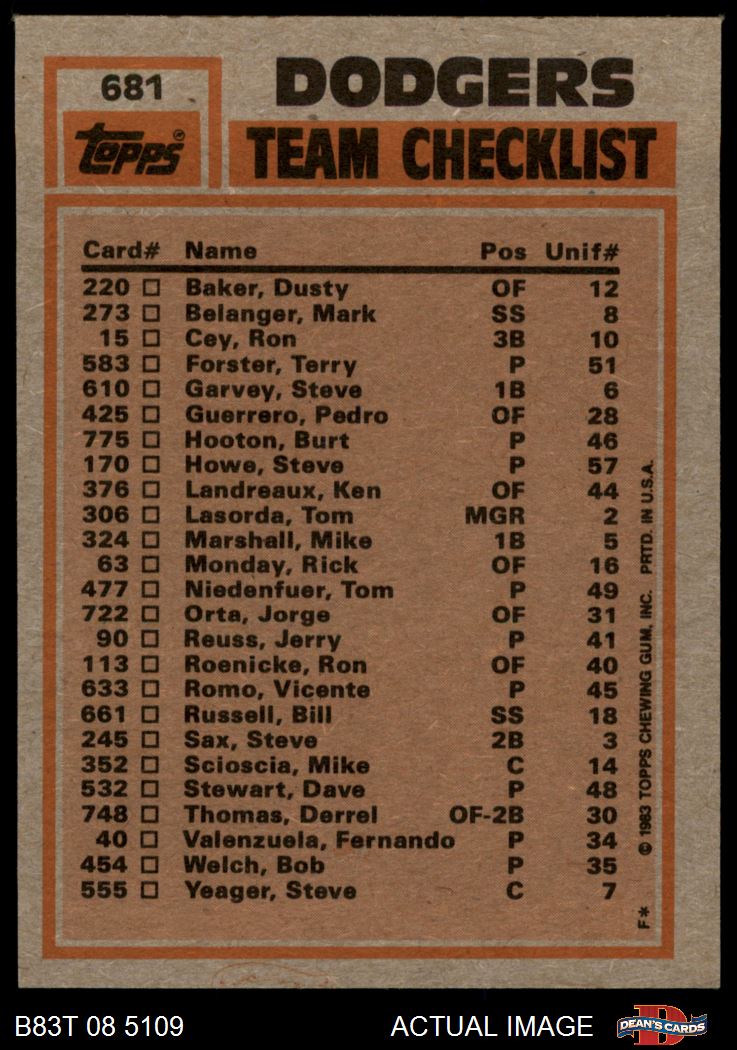 681
DODGERS
topps®
TEAM CHECKLIST
Card# Name Pos Unif#
220 □ Baker, Dusty OF 12
273 □ Belanger, Mark SS 8
15 □ Cey, Ron 3B 10
583 □ Forster, Terry P 51
610 □ Garvey, Steve 1B 6
425 □ Guerrero, Pedro OF 28
775 □ Hooton, Burt P 46
170 □ Howe, Steve P 57
376 □ Landreaux, Ken OF 44
306 □ Lasorda, Tom MGR 2
324 □ Marshall, Mike 1B 5
63 □ Monday, Rick OF 16
477 □ Niedenfuer, Tom P 49
722 □ Orta, Jorge OF 31
90 □ Reuss, Jerry P 41
113 □ Roenicke, Ron OF 40
633 □ Romo, Vicente P 45
661 □ Russell, Bill SS 18
245 □ Sax, Steve 2B 3
352 □ Scioscia, Mike C 14
532 □ Stewart, Dave P 48
748 □ Thomas, Derrel OF-2B 30
40 □ Valenzuela, Fernando P 34
454 □ Welch, Bob P 35
555 □ Yeager, Steve C 7
F* © 1983 TOPPS CHEWING GUM, INC. PRTD. IN U.S.A.
B83T 08 5109 ACTUAL IMAGE
D
DEAN'S CARDS